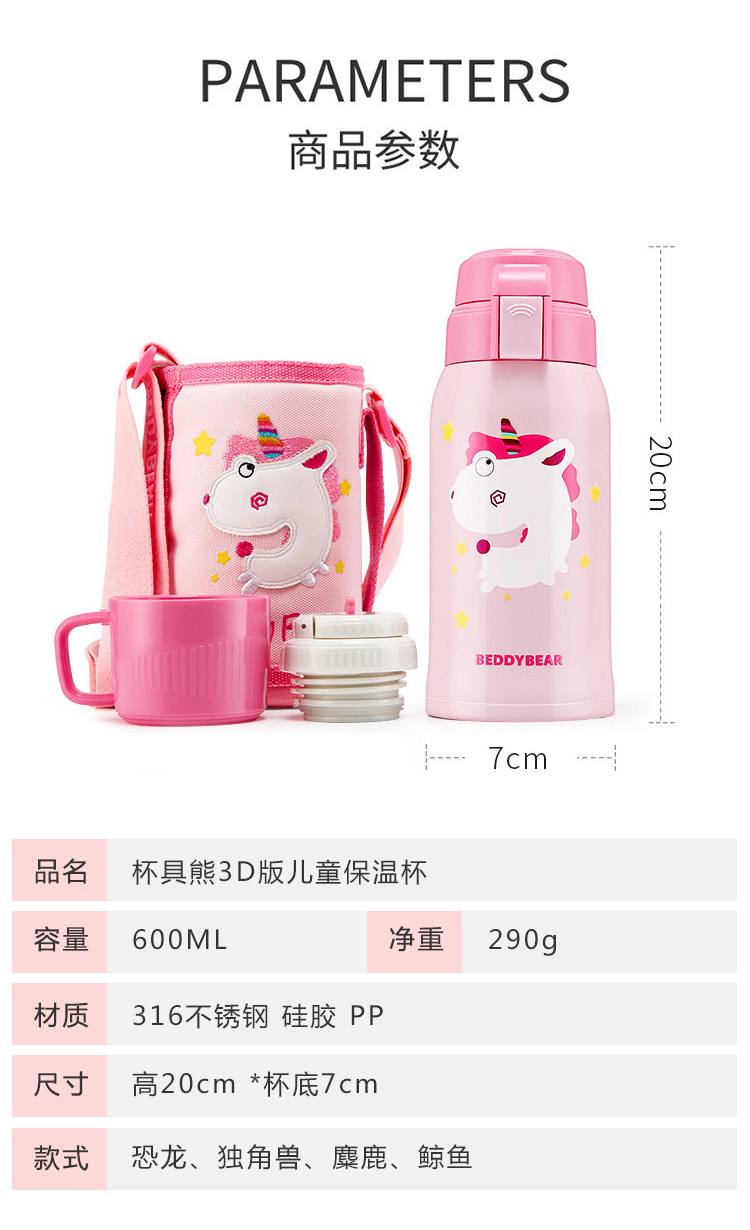 PARAMETERS
商品参数
20cm
BEDDYBEAR
7cm
品名 杯具熊3D版儿童保温杯
容量 600ML 净重 290g
材质 316不锈钢 硅胶 PP
尺寸 高20cm *杯底7cm
款式 恐龙、独角兽、麋鹿、鲸鱼